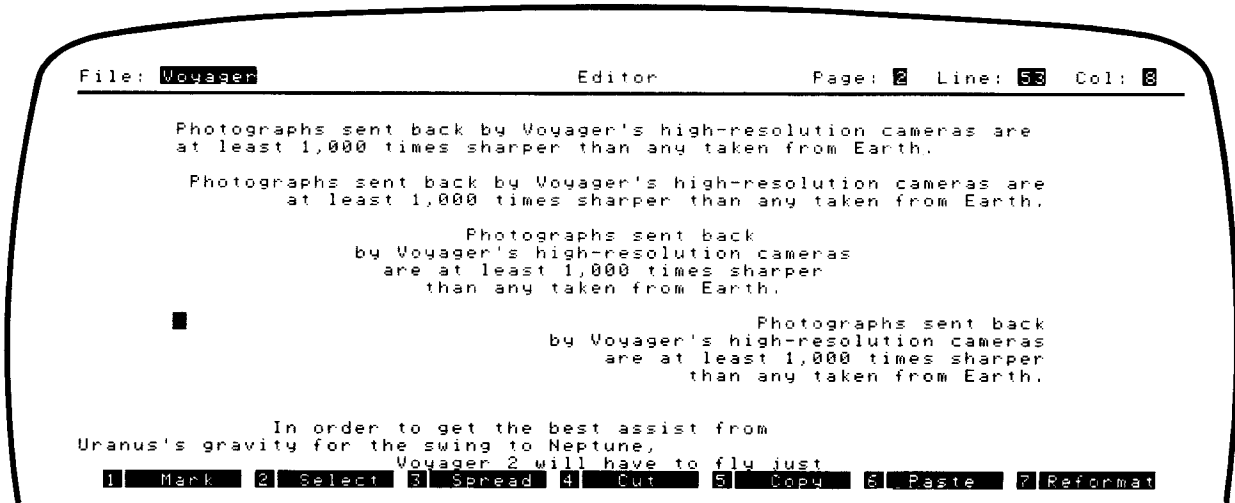 File: Voyager Editor Page: 2 Line: 53 Col: 8
Photographs sent back by Voyager's high-resolution cameras are
at least 1,000 times sharper than any taken from Earth.
Photographs sent back by Voyager's high-resolution cameras are
at least 1,000 times sharper than any taken from Earth.
Photographs sent back
by Voyager's high-resolution cameras
are at least 1,000 times sharper
than any taken from Earth.
Photographs sent back
by Voyager's high-resolution cameras
are at least 1,000 times sharper
than any taken from Earth.
In order to get the best assist from
Uranus's gravity for the swing to Neptune,
Voyager 2 will have to fly just
1 Mark 2 Select 3 Spread 4 Cut 5 Copy 6 Paste 7 Reformat